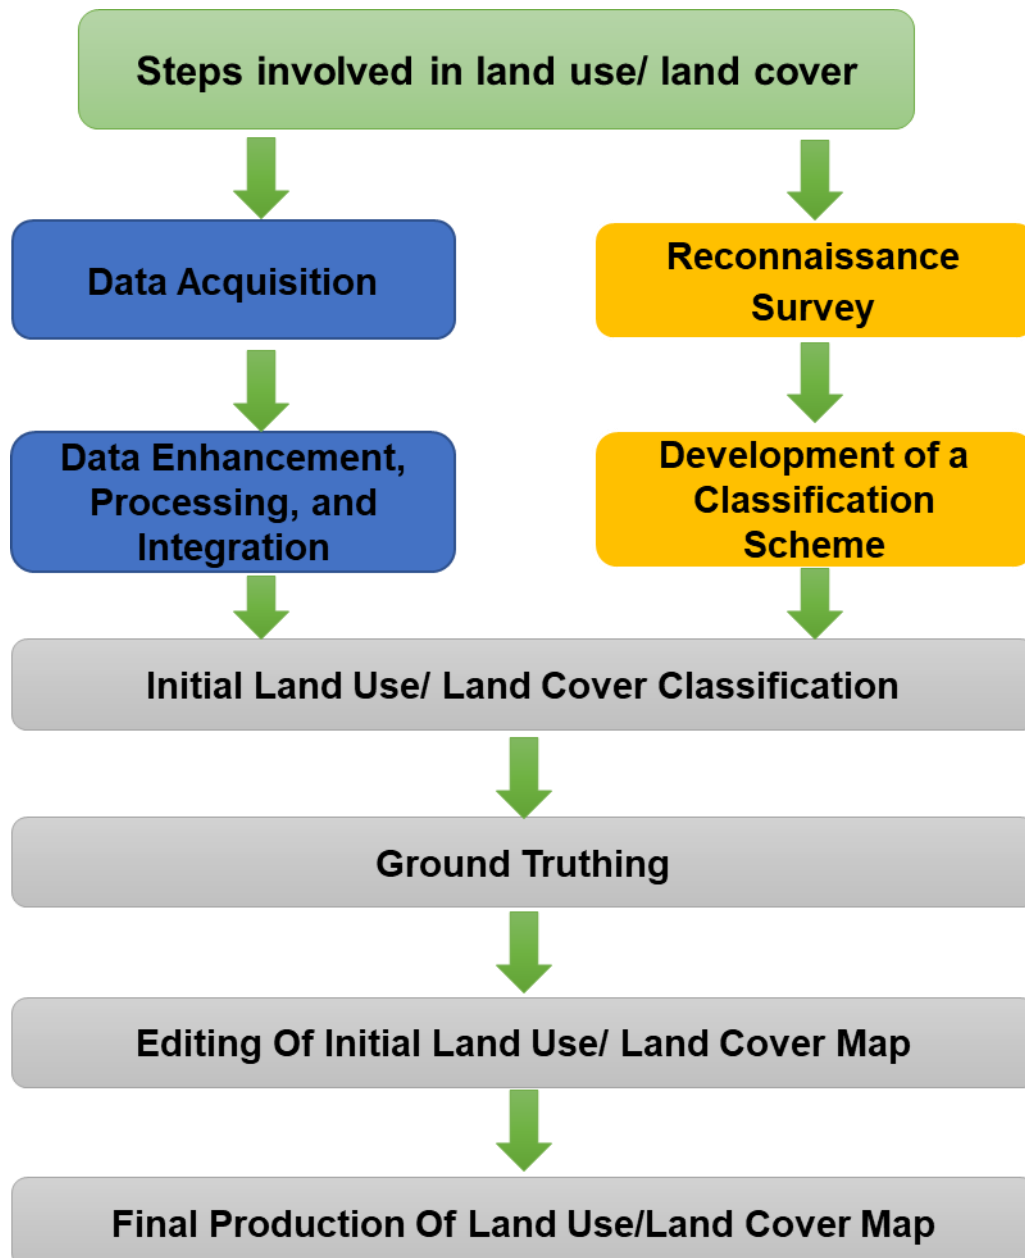 Steps involved in land use/ land cover
Data Acquisition
Reconnaissance
Survey
Data Enhancement,
Processing, and
Integration
Development of a
Classification
Scheme
Initial Land Use/ Land Cover Classification
Ground Truthing
Editing Of Initial Land Use/ Land Cover Map
Final Production Of Land Use/Land Cover Map